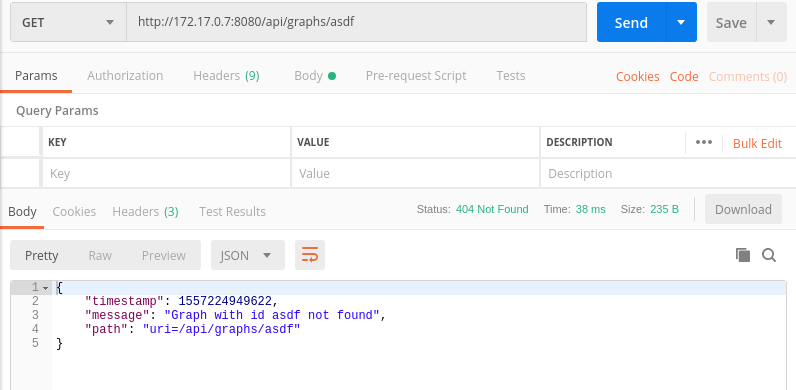 GET http://172.17.0.7:8080/api/graphs/asdf Send Save
Params Authorization Headers (9) Body Pre-request Script Tests Cookies Code Comments (0)
Query Params
KEY VALUE DESCRIPTION ••• Bulk Edit
Key Value Description
Body Cookies Headers (3) Test Results Status: 404 Not Found Time: 38 ms Size: 235 B Download
Pretty Raw Preview JSON
1 {
2 "timestamp": 1557224949622,
3 "message": "Graph with id asdf not found",
4 "path": "uri=/api/graphs/asdf"
5 }